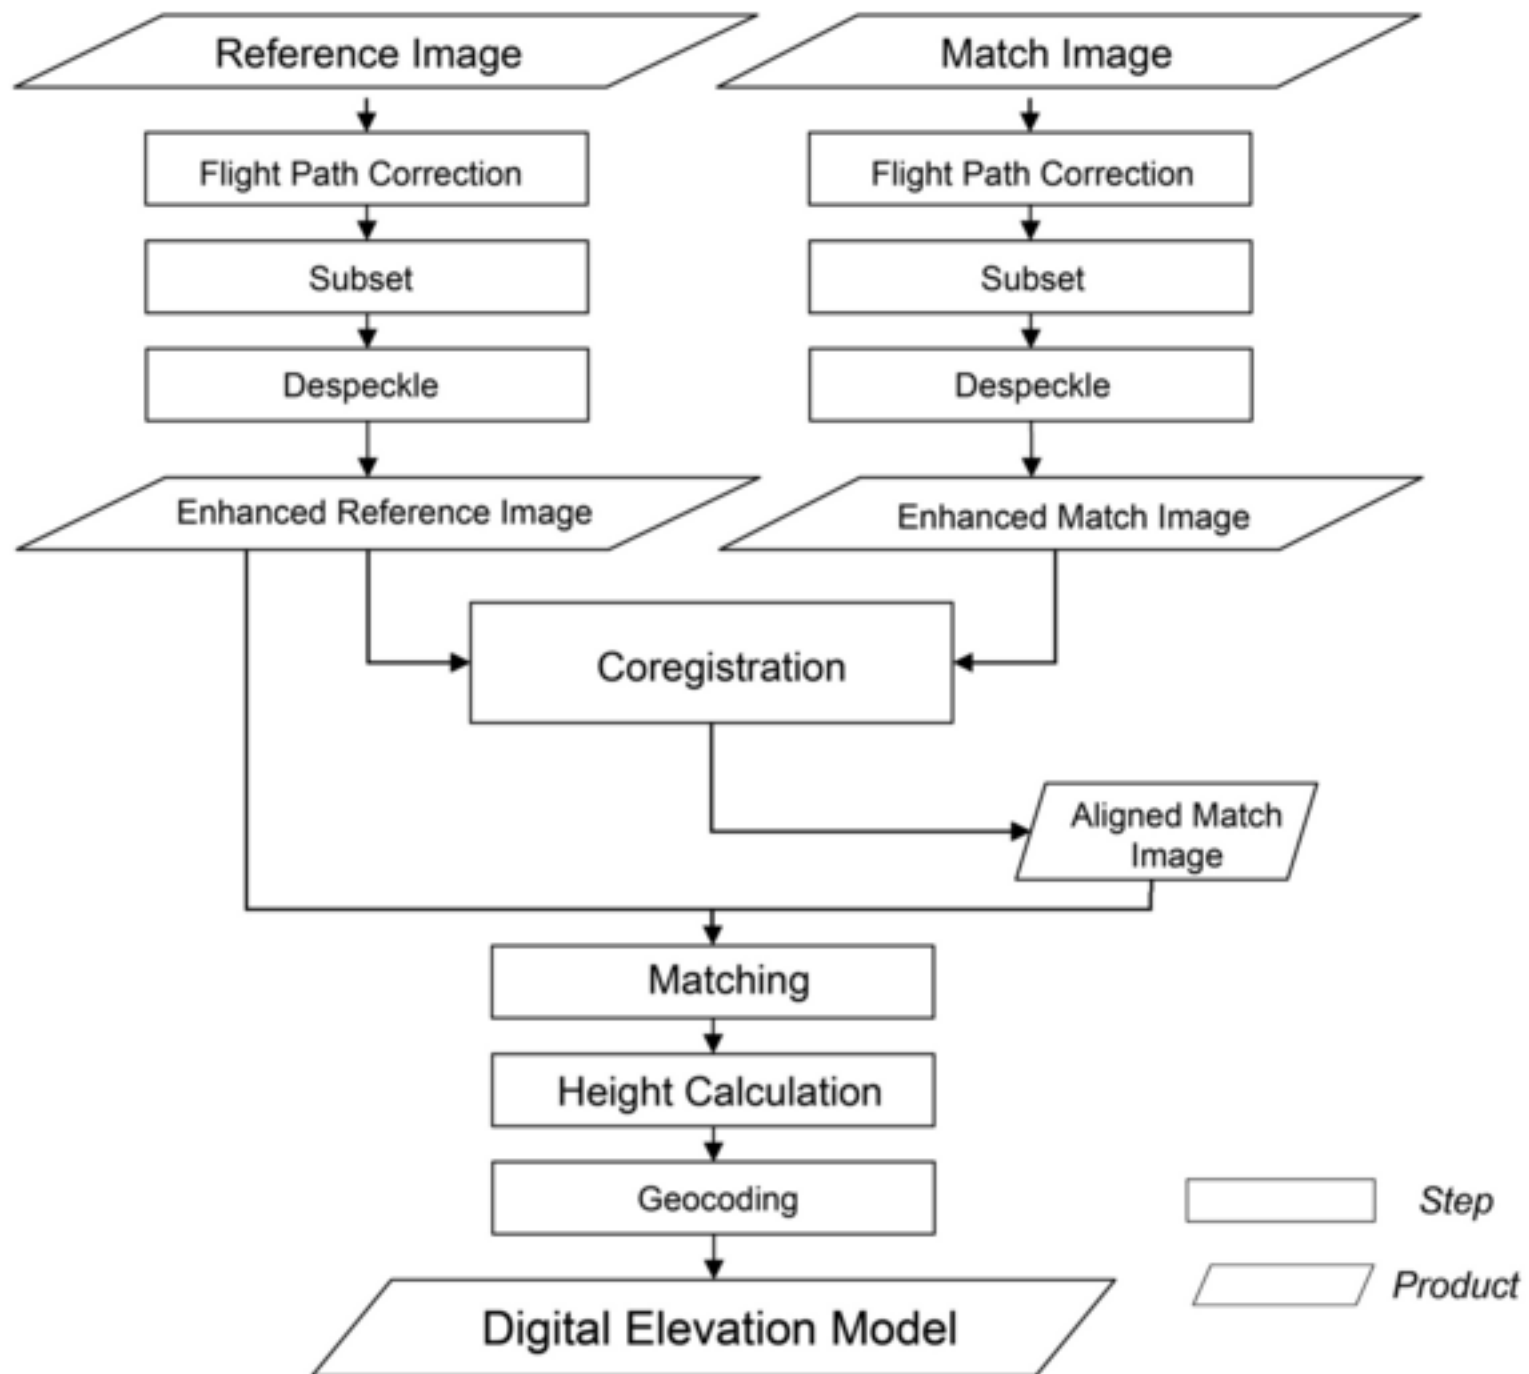 Reference Image
Match Image
Flight Path Correction
Flight Path Correction
Subset
Subset
Despeckle
Despeckle
Enhanced Reference Image
Enhanced Match Image
Coregistration
Aligned Match
Image
Matching
Height Calculation
Geocoding
Step
Product
Digital Elevation Model